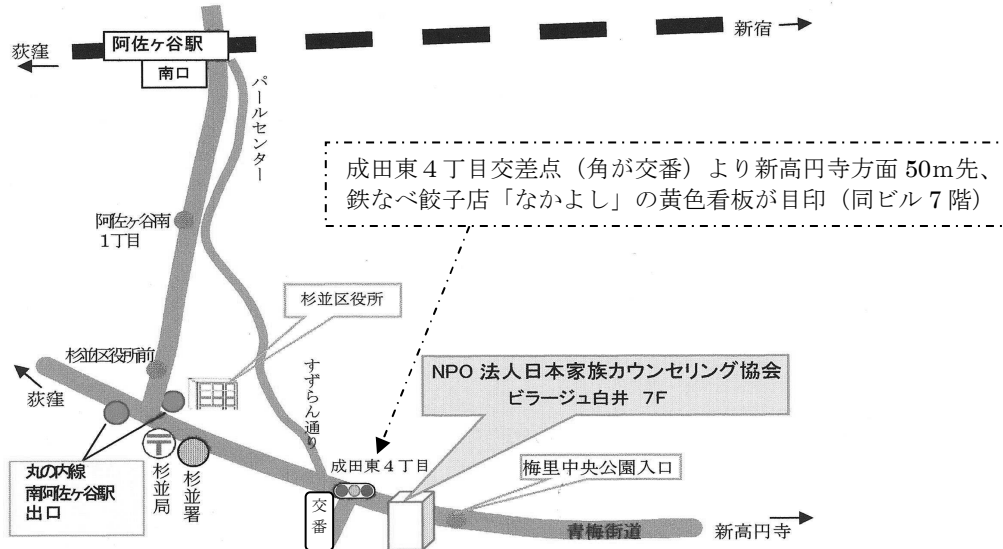 新宿
阿佐ヶ谷駅
荻窪
南口
パールセンター
成田東４丁目交差点（角が交番）より新高円寺方面 50m先、
鉄なべ餃子店「なかよし」の黄色看板が目印（同ビル 7 階）
阿佐ヶ谷南
1丁目
杉並区役所
杉並区役所前
すずらん通り
NPO 法人日本家族カウンセリング協会
ビラージュ白井 7F
荻窪
成田東４丁目
梅里中央公園入口
丸の内線
南阿佐ヶ谷駅
出口
〒
杉並局
杉並署
交番
青梅街道
新高円寺